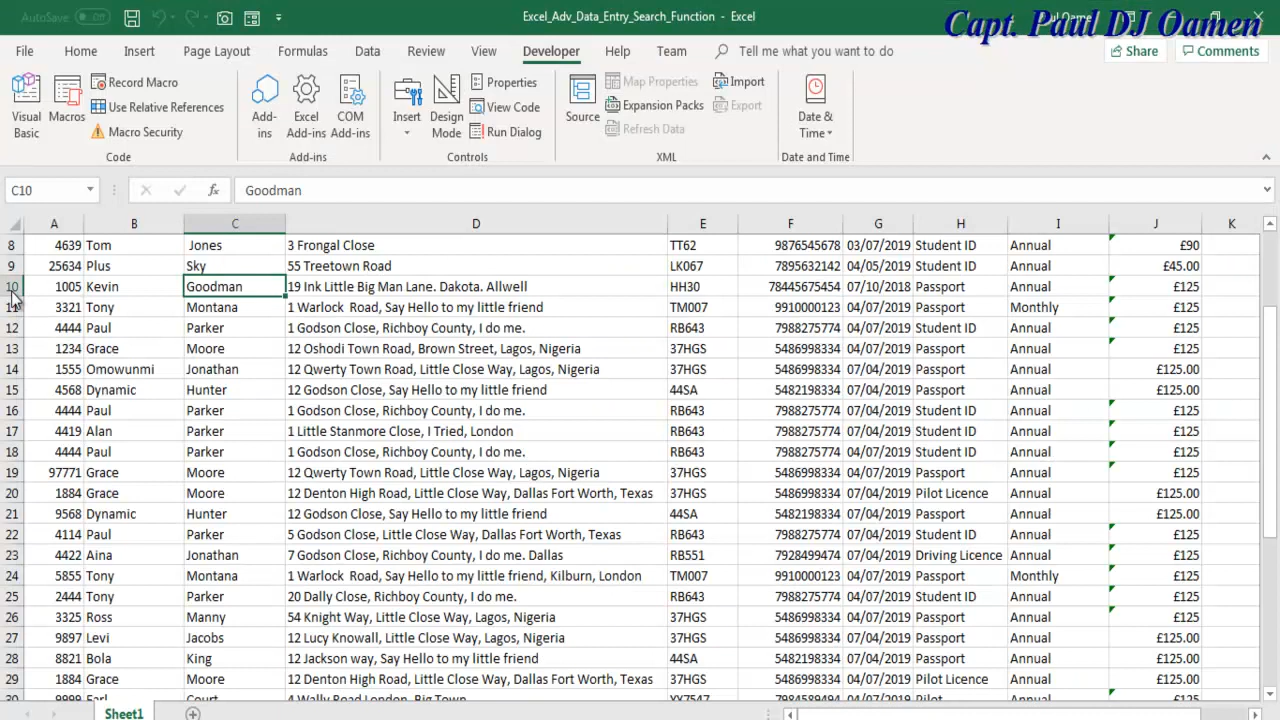 AutoSave Off Excel_Adv_Data_Entry_Search_Function - Excel
Capt. Paul DJ Oamen
File Home Insert Page Layout Formulas Data Review View Developer Help Team Tell me what you want to do Share Comments
Visual Basic Macros Record Macro Use Relative References Macro Security
Add-ins Excel Add-ins COM Add-ins
Insert Design Mode Properties View Code Run Dialog
Source Map Properties Expansion Packs Refresh Data Import Export
Date & Time
Code Add-ins Controls XML Date and Time
C10 fx Goodman
A B C D E F G H I J K
8 4639 Tom Jones 3 Frongal Close TT62 9876545678 03/07/2019 Student ID Annual £90
9 25634 Plus Sky 55 Treetown Road LK067 7895632142 04/05/2019 Student ID Annual £45.00
10 1005 Kevin Goodman 19 Ink Little Big Man Lane. Dakota. Allwell HH30 78445675454 07/10/2018 Passport Annual £125
11 3321 Tony Montana 1 Warlock Road, Say Hello to my little friend TM007 9910000123 04/07/2019 Passport Monthly £125
12 4444 Paul Parker 1 Godson Close, Richboy County, I do me. RB643 7988275774 04/07/2019 Student ID Annual £125
13 1234 Grace Moore 12 Oshodi Town Road, Brown Street, Lagos, Nigeria 37HGS 5486998334 04/07/2019 Passport Annual £125
14 1555 Omowunmi Jonathan 12 Qwerty Town Road, Little Close Way, Lagos, Nigeria 37HGS 5486998334 07/04/2019 Passport Annual £125.00
15 4568 Dynamic Hunter 12 Godson Close, Say Hello to my little friend 44SA 5482198334 07/04/2019 Passport Annual £125.00
16 4444 Paul Parker 1 Godson Close, Richboy County, I do me. RB643 7988275774 07/04/2019 Student ID Annual £125
17 4419 Alan Parker 1 Little Stanmore Close, I Tried, London RB643 7988275774 07/04/2019 Student ID Annual £125
18 4444 Paul Parker 1 Godson Close, Richboy County, I do me. RB643 7988275774 07/04/2019 Student ID Annual £125
19 97771 Grace Moore 12 Qwerty Town Road, Little Close Way, Lagos, Nigeria 37HGS 5486998334 04/07/2019 Passport Annual £125
20 1884 Grace Moore 12 Denton High Road, Little Close Way, Dallas Fort Worth, Texas 37HGS 5486998334 07/04/2019 Pilot Licence Annual £125.00
21 9568 Dynamic Hunter 12 Godson Close, Say Hello to my little friend 37HGS 5482198334 07/04/2019 Passport Annual £125.00
22 4114 Paul Parker 5 Godson Close, Little Close Way, Dallas Fort Worth, Texas RB643 7988275774 07/04/2019 Student ID Annual £125
23 4422 Aina Jonathan 7 Godson Close, Richboy County, I do me. Dallas RB551 7928499474 07/04/2019 Driving Licence Annual £125
24 5855 Tony Montana 1 Warlock Road, Say Hello to my little friend, Kilburn, London TM007 9910000123 04/07/2019 Passport Monthly £125
25 2444 Tony Parker 20 Dally Close, Richboy County, I do me. RB643 7988275774 07/04/2019 Student ID Annual £125
26 3325 Ross Manny 54 Knight Way, Little Close Way, Lagos, Nigeria 37HGS 5486998334 04/07/2019 Passport Annual £125
27 9897 Levi Jacobs 12 Lucy Knowall, Little Close Way, Lagos, Nigeria 37HGS 5486998334 07/04/2019 Passport Annual £125.00
28 8821 Bola King 12 Jackson way, Say Hello to my little friend 44SA 5482198334 07/04/2019 Passport Annual £125.00
29 1884 Grace Moore 12 Denton High Road, Little Close Way, Dallas Fort Worth, Texas 37HGS 5486998334 07/04/2019 Pilot Licence Annual £125.00
30 9999 Earl Court 4 Wally Road London, Big Town 7984589494 04/07/2019 Pilot Annual £125
Sheet1